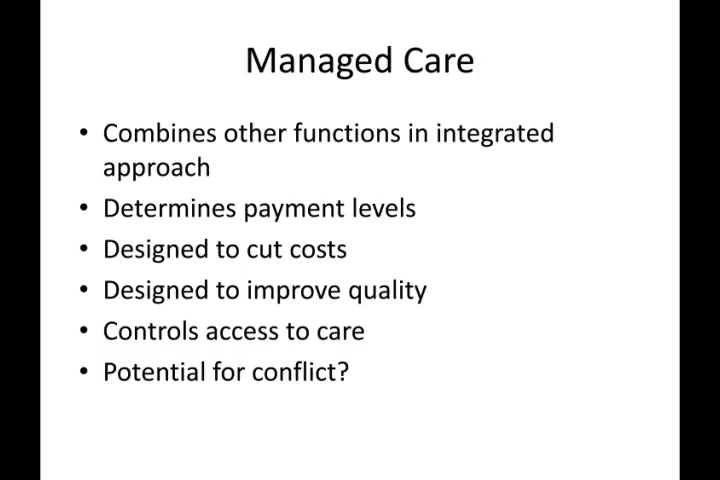 Managed Care
• Combines other functions in integrated
approach
• Determines payment levels
• Designed to cut costs
• Designed to improve quality
• Controls access to care
• Potential for conflict?